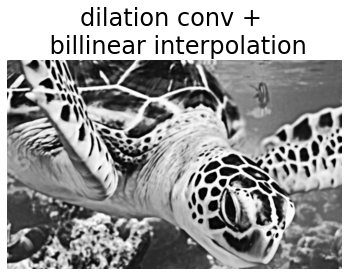 dilation conv +
billinear interpolation